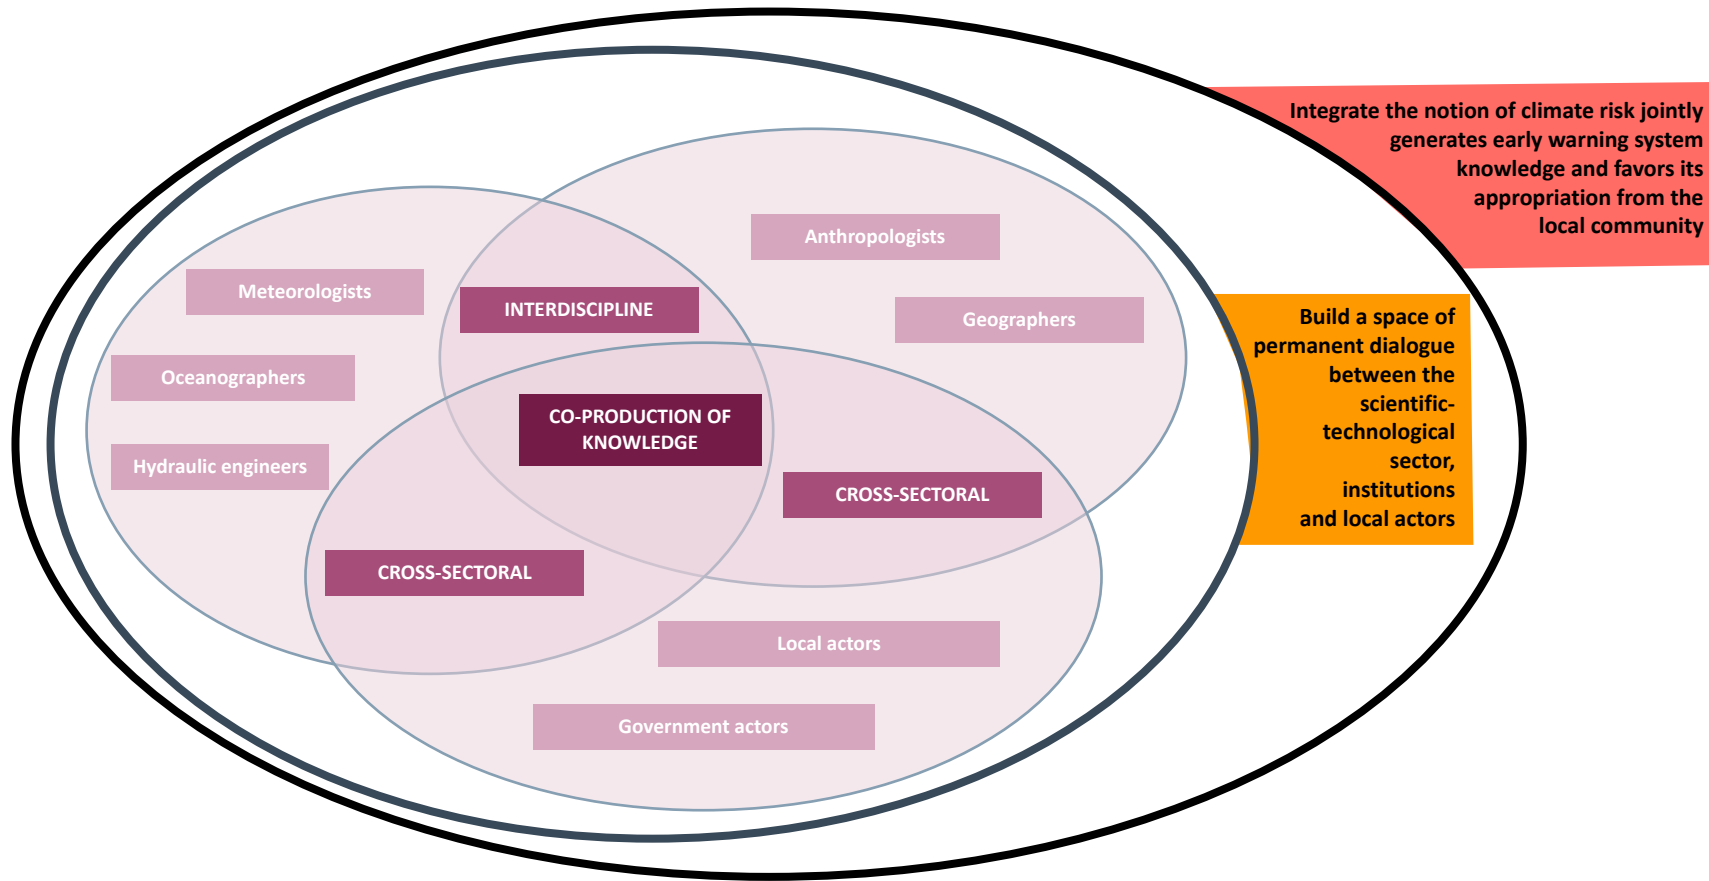 Integrate the notion of climate risk jointly
generates early warning system
knowledge and favors its
appropriation from the
local community
Anthropologists
Meteorologists
INTERDISCIPLINE
Geographers
Build a space of
permanent dialogue
between the
scientific-
technological
sector,
institutions
and local actors
Oceanographers
CO-PRODUCTION OF
KNOWLEDGE
Hydraulic engineers
CROSS-SECTORAL
CROSS-SECTORAL
Local actors
Government actors